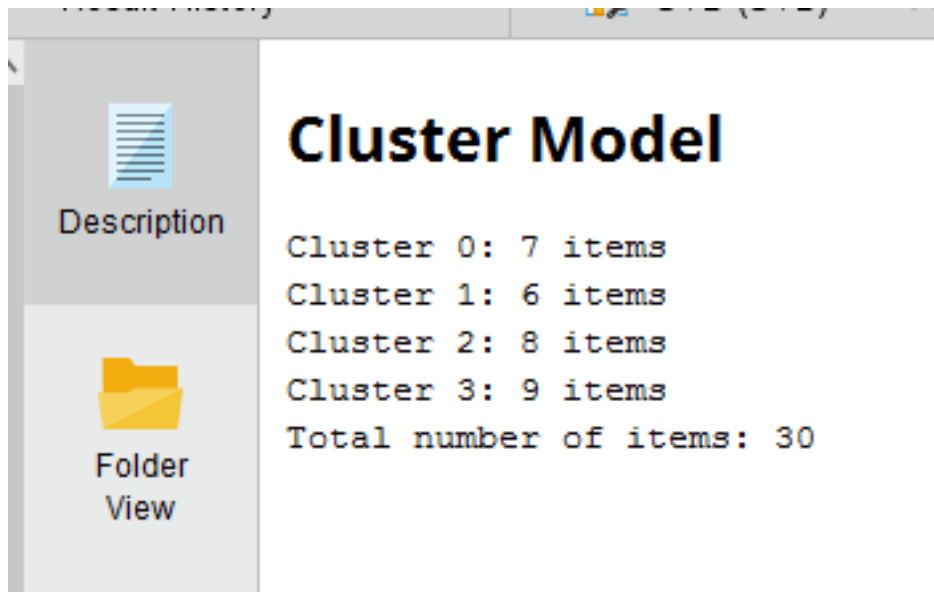 Description
Folder
View
Cluster Model
Cluster 0: 7 items
Cluster 1: 6 items
Cluster 2: 8 items
Cluster 3: 9 items
Total number of items: 30